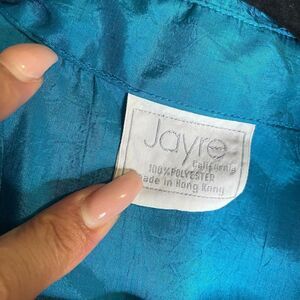 Jayre
California
100% POLYESTER
ade in Hong Kong